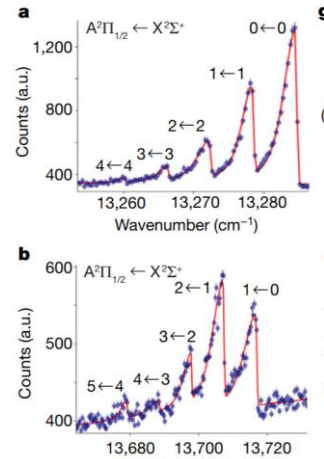 a
g
A²Π₁/₂ ← X²Σ⁺
0←0
1,200
1←1
Counts (a.u.)
2←2
800
3←3
4←4
(
400
13,260 13,270 13,280
Wavenumber (cm⁻¹)
b
600
A²Π₁/₂ ← X²Σ⁺
2←1
1←0
Counts (a.u.)
500
3←2
5←4 4←3
400
13,680 13,700 13,720